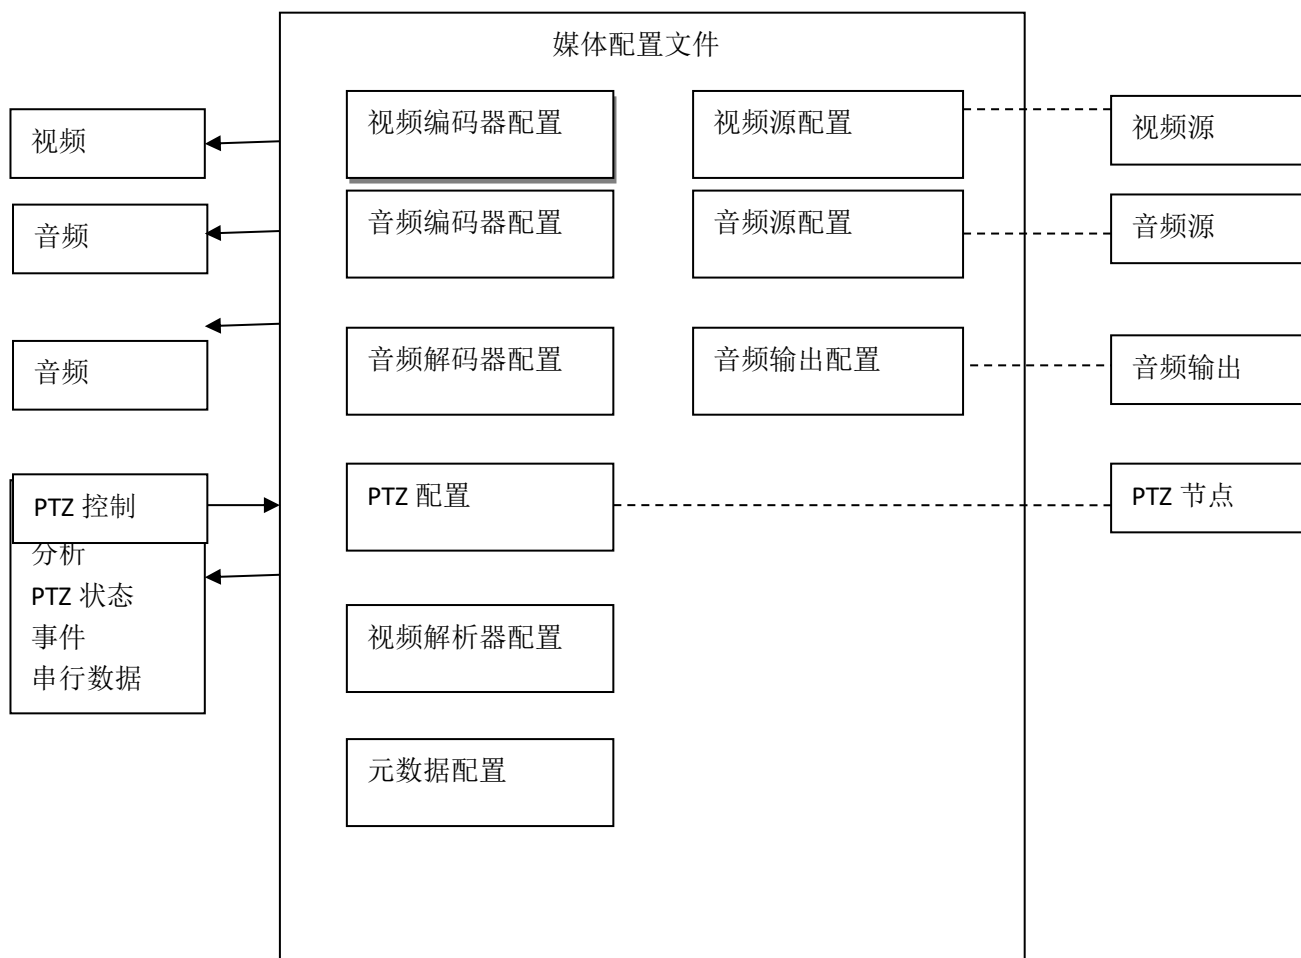 媒体配置文件
视频
视频编码器配置
视频源配置
视频源
音频
音频编码器配置
音频源配置
音频源
音频
音频解码器配置
音频输出配置
音频输出
PTZ 控制
PTZ 配置
PTZ 节点
分析
PTZ 状态
事件
串行数据
视频解析器配置
元数据配置